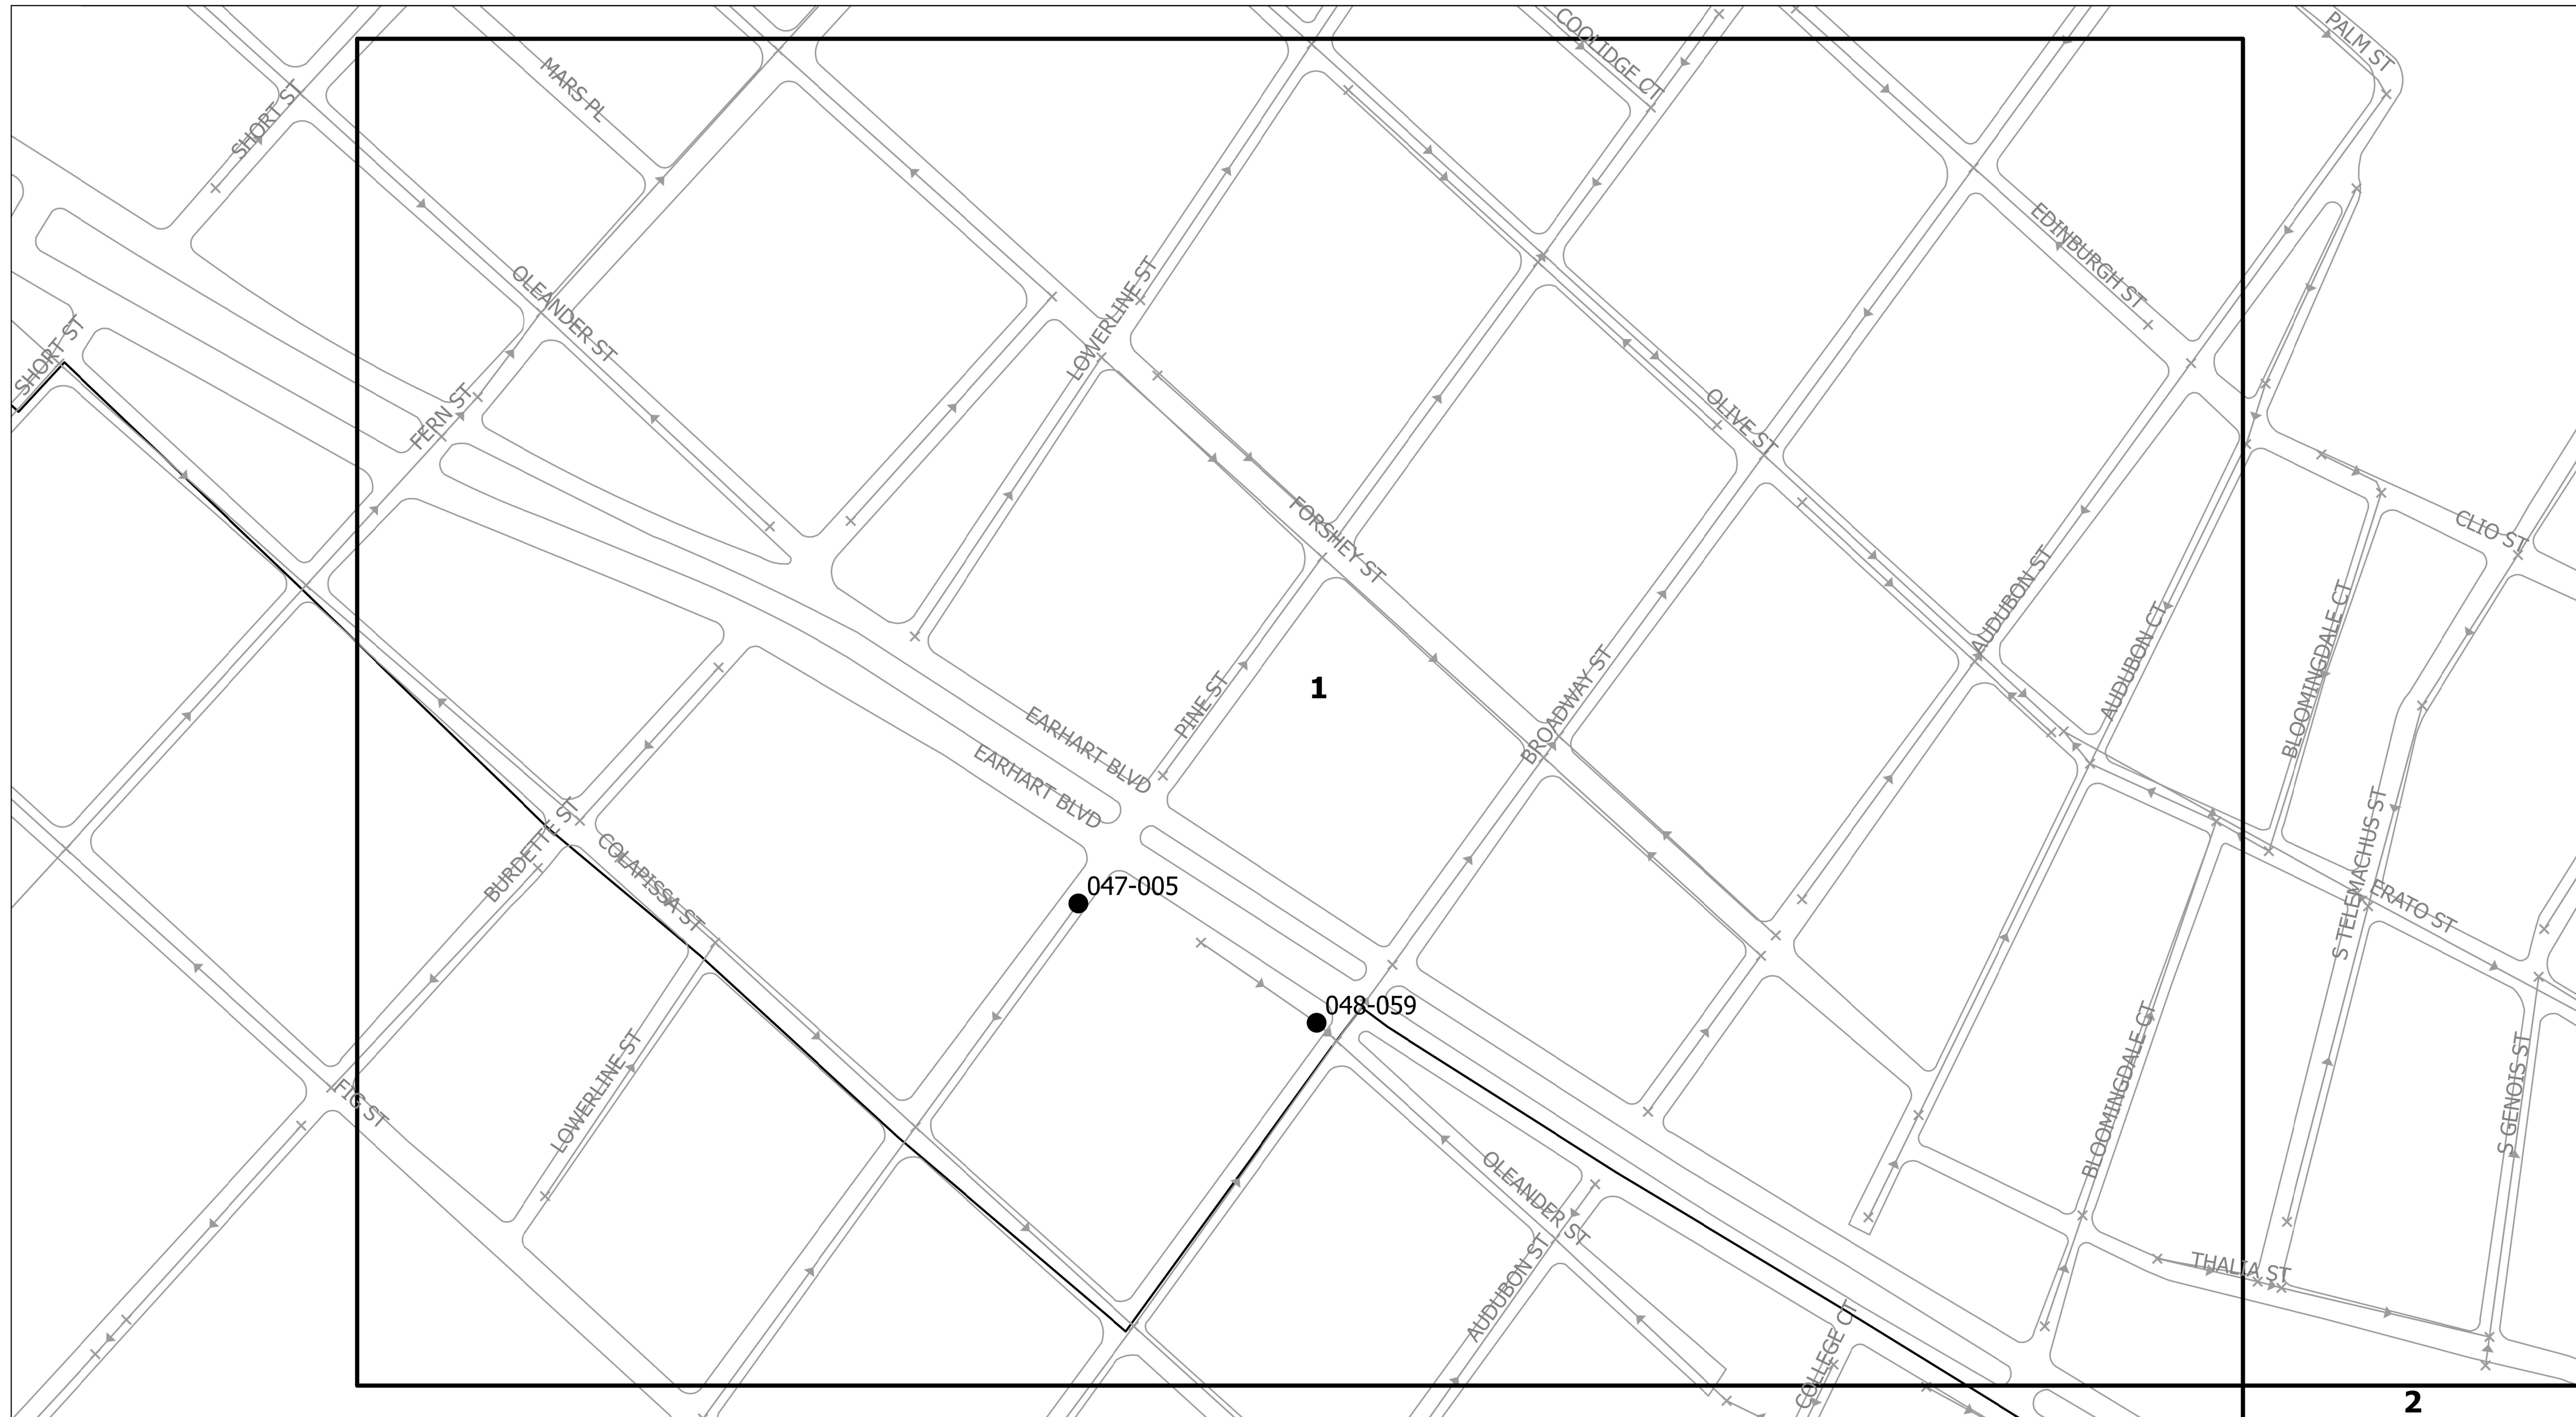 COOLIDGE CT
PALM ST
MARS PL
SHORT ST
EDINBURGH ST
OLEANDER ST
LOWERLINE ST
SHORT ST
FERN ST
OLIVE ST
FORSHEY ST
CLIO ST
AUDUBON ST
AUDUBON CT
BLOOMINGDALE CT
PINE ST
BROADWAY ST
1
EARHART BLVD
EARHART BLVD
BURDETTE ST
COLAPISSA ST
S TELEMACHUS ST
ERATO ST
047-005
048-059
LOWERLINE ST
FIG ST
BLOOMINGDALE CT
S GENOIS ST
OLEANDER ST
AUDUBON ST
THALIA ST
COLLEGE CT
2